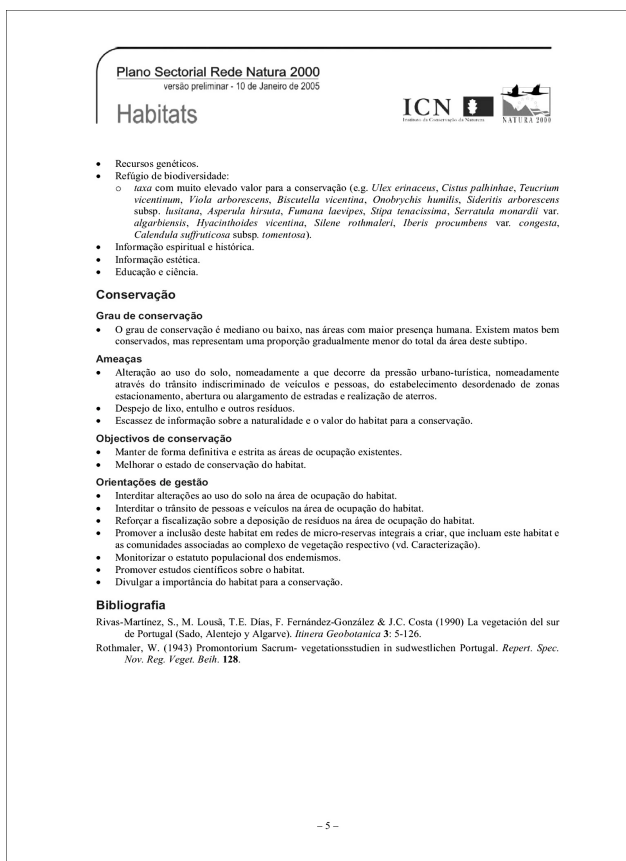 Plano Sectorial Rede Natura 2000
versão preliminar - 10 de Janeiro de 2005
Habitats
ICN
Instituto da Conservação da Natureza
NATURA 2000
• Recursos genéticos.
• Refúgio de biodiversidade:
o taxa com muito elevado valor para a conservação (e.g. Ulex erinaceus, Cistus palhinhae, Teucrium
vicentinum, Viola arborescens, Biscutella vicentina, Onobrychis humilis, Sideritis arborescens
subsp. lusitana, Asperula hirsuta, Fumana laevipes, Stipa tenacissima, Serratula monardii var.
algarbiensis, Hyacinthoides vicentina, Silene rothmaleri, Iberis procumbens var. congesta,
Calendula suffruticosa subsp. tomentosa).
• Informação espiritual e histórica.
• Informação estética.
• Educação e ciência.
Conservação
Grau de conservação
• O grau de conservação é mediano ou baixo, nas áreas com maior presença humana. Existem matos bem
conservados, mas representam uma proporção gradualmente menor do total da área deste subtipo.
Ameaças
• Alteração ao uso do solo, nomeadamente a que decorre da pressão urbano-turística, nomeadamente
através do trânsito indiscriminado de veículos e pessoas, do estabelecimento desordenado de zonas
estacionamento, abertura ou alargamento de estradas e realização de aterros.
• Despejo de lixo, entulho e outros resíduos.
• Escassez de informação sobre a naturalidade e o valor do habitat para a conservação.
Objectivos de conservação
• Manter de forma definitiva e estrita as áreas de ocupação existentes.
• Melhorar o estado de conservação do habitat.
Orientações de gestão
• Interditar alterações ao uso do solo na área de ocupação do habitat.
• Interditar o trânsito de pessoas e veículos na área de ocupação do habitat.
• Reforçar a fiscalização sobre a deposição de resíduos na área de ocupação do habitat.
• Promover a inclusão deste habitat em redes de micro-reservas integrais a criar, que incluam este habitat e
as comunidades associadas ao complexo de vegetação respectivo (vd. Caracterização).
• Monitorizar o estatuto populacional dos endemismos.
• Promover estudos científicos sobre o habitat.
• Divulgar a importância do habitat para a conservação.
Bibliografia
Rivas-Martínez, S., M. Lousã, T.E. Días, F. Fernández-González & J.C. Costa (1990) La vegetación del sur
de Portugal (Sado, Alentejo y Algarve). Itinera Geobotanica 3: 5-126.
Rothmaler, W. (1943) Promontorium Sacrum- vegetationsstudien in sudwestlichen Portugal. Repert. Spec.
Nov. Reg. Veget. Beih. 128.
– 5 –